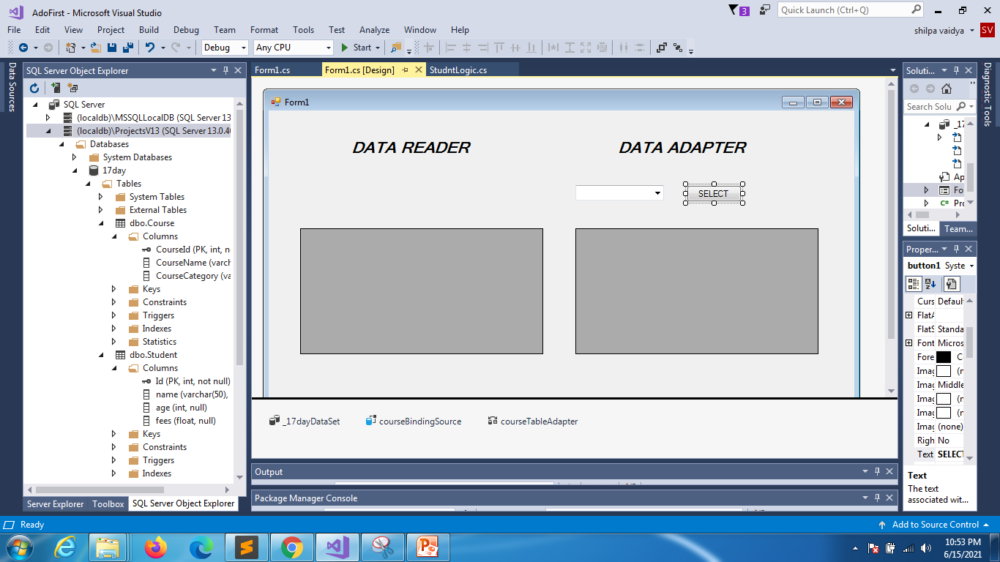 AdoFirst - Microsoft Visual Studio
3
Quick Launch (Ctrl+Q)
File Edit View Project Build Debug Team Format Tools Test Analyze Window Help
shilpa vaidya
SV
Debug
Any CPU
Start
Data Sources
SQL Server Object Explorer
SQL Server
(localdb)\MSSQLLocalDB (SQL Server 13
(localdb)\ProjectsV13 (SQL Server 13.0.40
Databases
System Databases
17day
Tables
System Tables
External Tables
dbo.Course
Columns
CourseId (PK, int, n
CourseName (varch
CourseCategory (va
Keys
Constraints
Triggers
Indexes
Statistics
dbo.Student
Columns
Id (PK, int, not null)
name (varchar(50),
age (int, null)
fees (float, null)
Keys
Constraints
Triggers
Indexes
Server Explorer Toolbox SQL Server Object Explorer
Form1.cs
Form1.cs [Design]
StudntLogic.cs
Form1
DATA READER
DATA ADAPTER
SELECT
_17dayDataSet
courseBindingSource
courseTableAdapter
Output
Package Manager Console
Soluti...
Search Solu
_17
Ap
Fo
Pro
Soluti... Team...
Diagnostic Tools
Proper...
button1 Syste
Curs Default
FlatA
FlatS Standa
Font Micros
Fore C
Imag (n
Imag Middle
Imag (n
Imag (n
Imag (none)
Righ No
Text SELECT
Text
The text
associated wit...
Ready
Add to Source Control
10:53 PM
6/15/2021